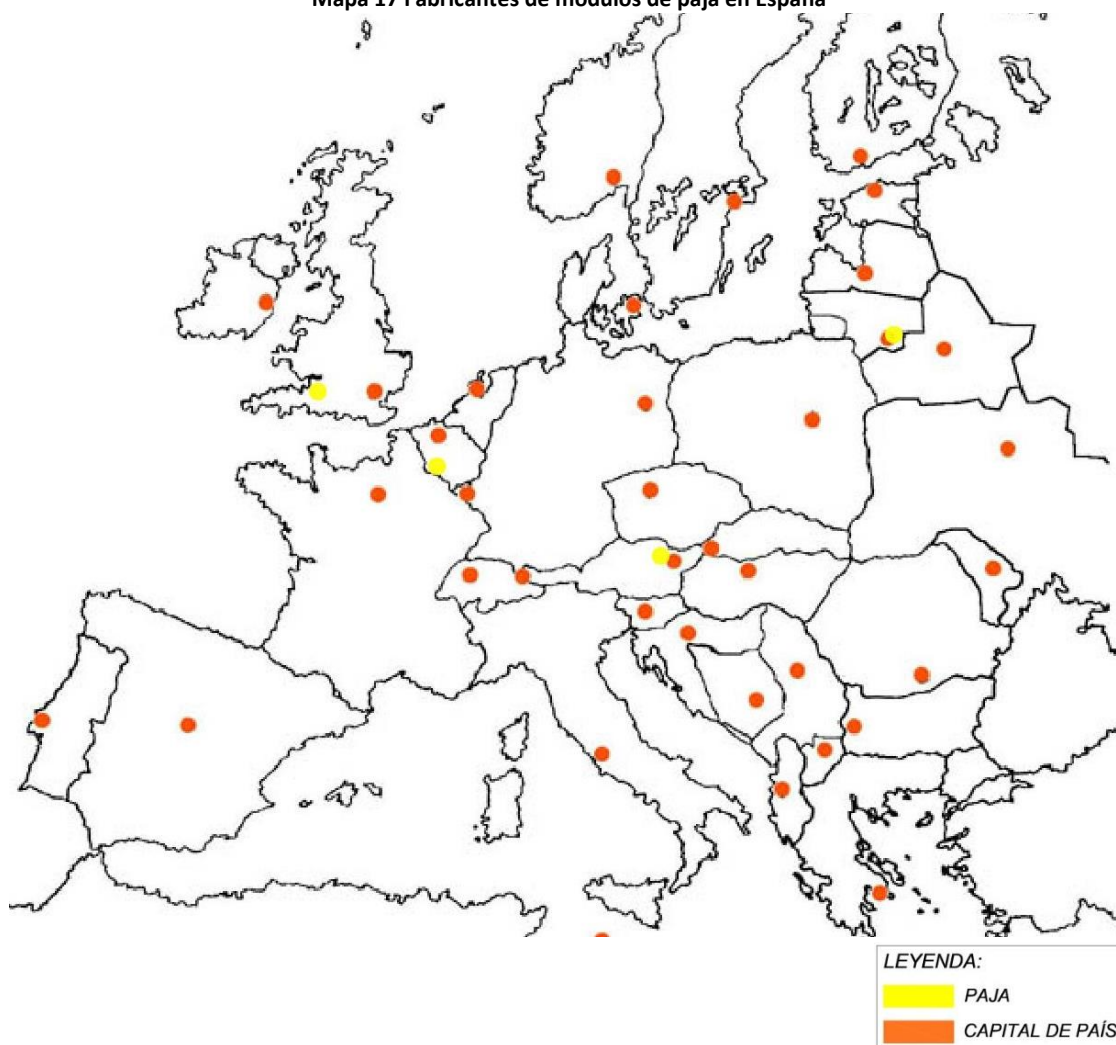 Mapa 17 Fabricantes de módulos de paja en España
LEYENDA:
PAJA
CAPITAL DE PAÍS